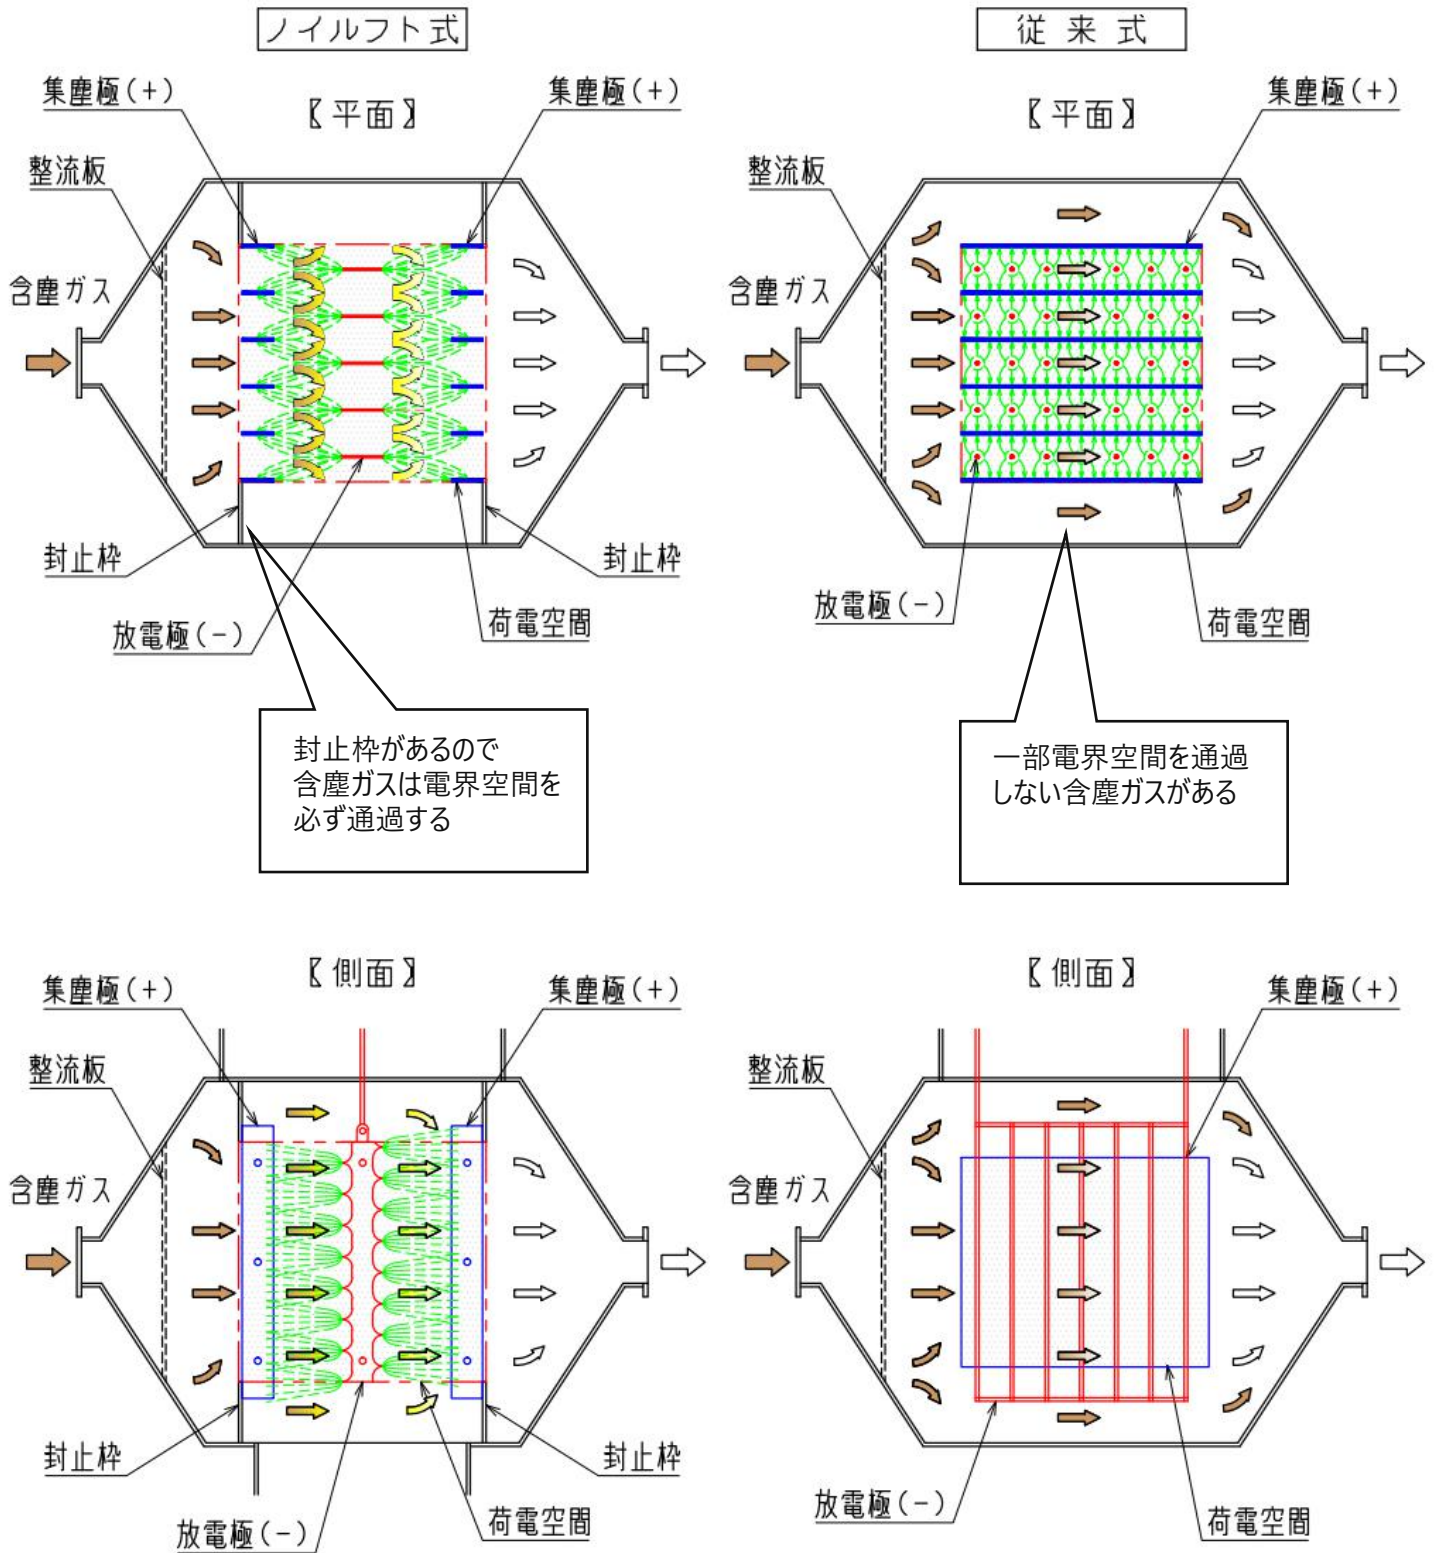 ノイルフト式
従来式
集塵極(+)
【平面】
集塵極(+)
【平面】
集塵極(+)
整流板
整流板
含塵ガス
含塵ガス
封止枠
封止枠
放電極(-)
荷電空間
放電極(-)
荷電空間
封止枠があるので
含塵ガスは電界空間を
必ず通過する
一部電界空間を通過
しない含塵ガスがある
集塵極(+)
【側面】
集塵極(+)
【側面】
集塵極(+)
整流板
整流板
含塵ガス
含塵ガス
封止枠
封止枠
放電極(-)
荷電空間
放電極(-)
荷電空間